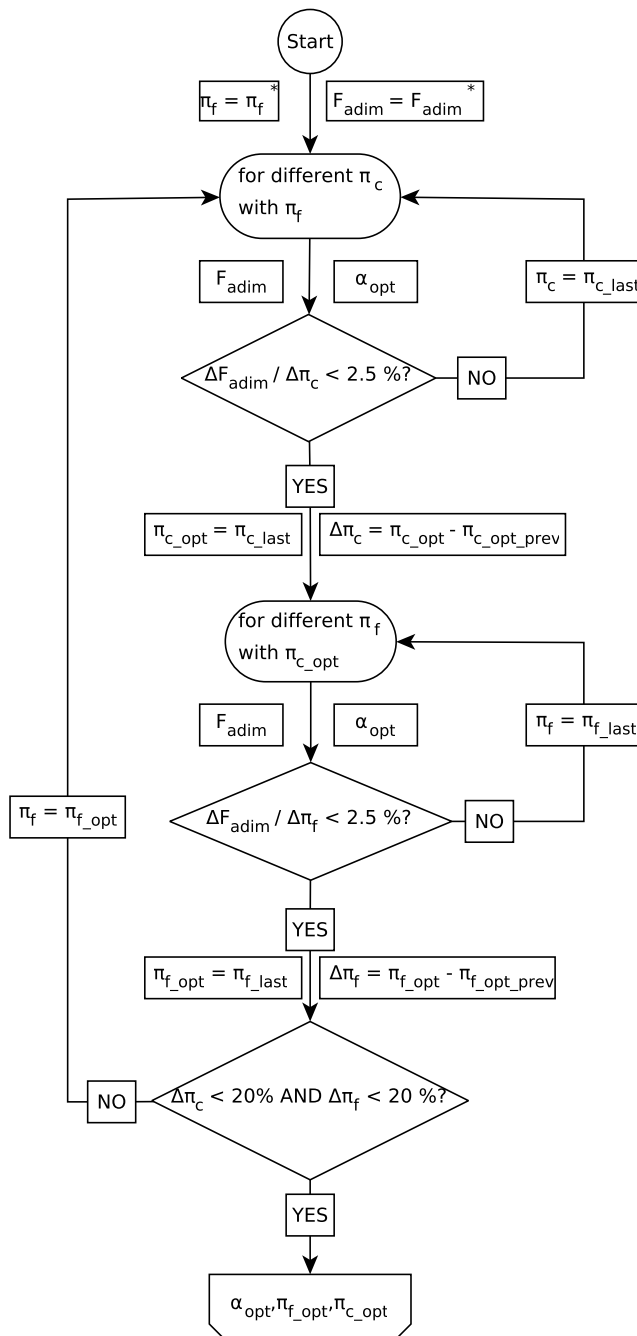 Start
π_f = π_f^*
F_adim = F_adim^*
for different π_c
with π_f
F_adim
α_opt
π_c = π_c_last
ΔF_adim / Δπ_c < 2.5 %?
NO
YES
π_c_opt = π_c_last
Δπ_c = π_c_opt - π_c_opt_prev
for different π_f
with π_c_opt
F_adim
α_opt
π_f = π_f_last
ΔF_adim / Δπ_f < 2.5 %?
NO
π_f = π_f_opt
YES
π_f_opt = π_f_last
Δπ_f = π_f_opt - π_f_opt_prev
Δπ_c < 20% AND Δπ_f < 20 %?
NO
YES
α_opt,π_f_opt,π_c_opt